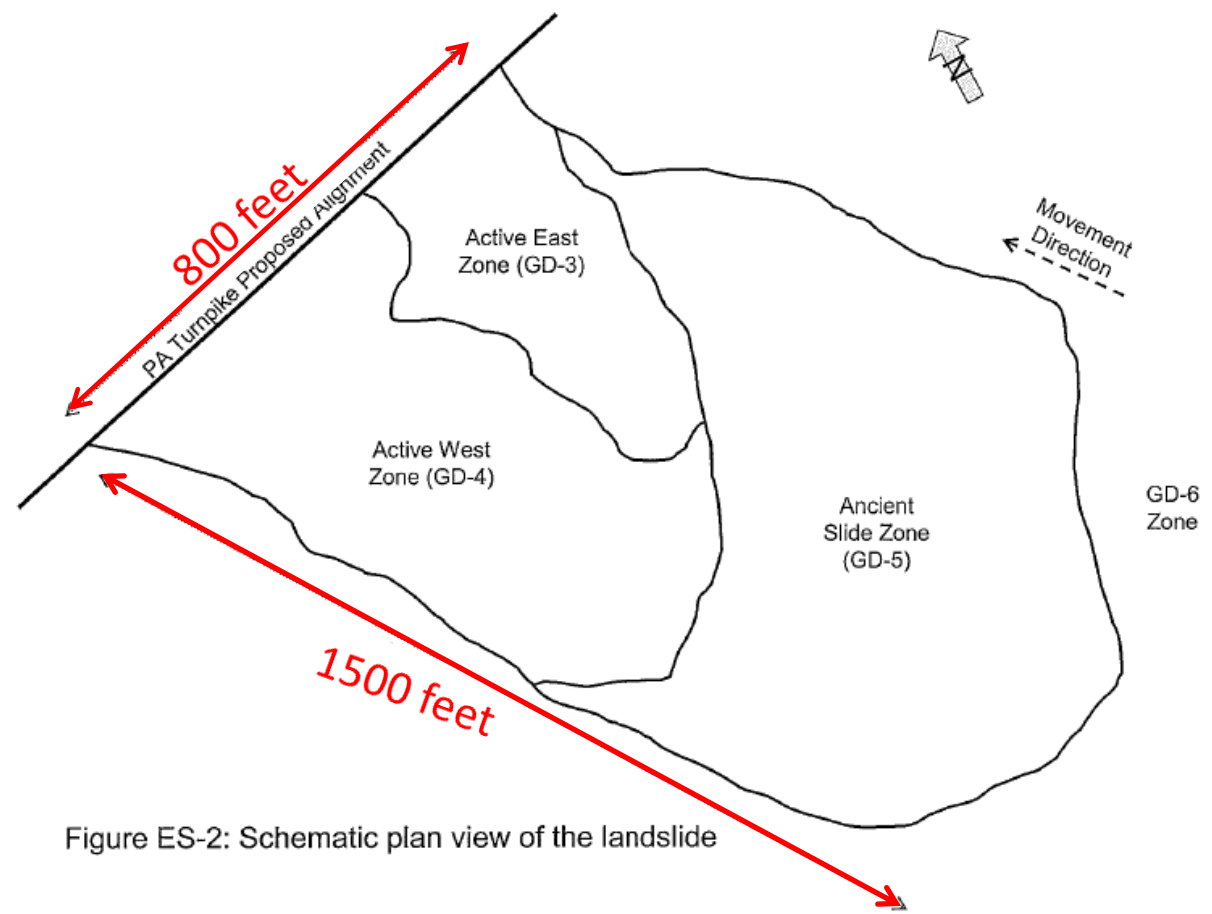 N
800 feet
PA Turnpike Proposed Alignment
Movement
Direction
Active East
Zone (GD-3)
Active West
Zone (GD-4)
Ancient
Slide Zone
(GD-5)
GD-6
Zone
1500 feet
Figure ES-2: Schematic plan view of the landslide